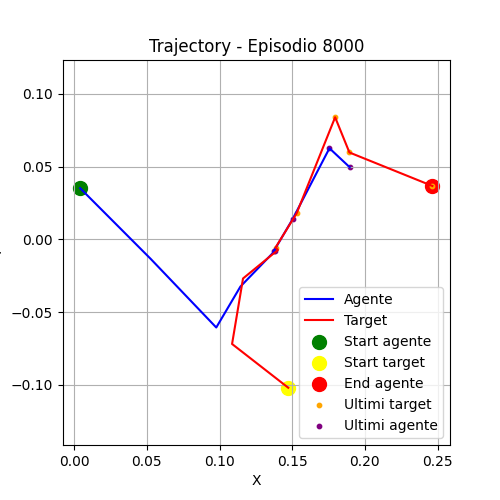 Trajectory - Episodio 8000
0.10
0.05
0.00
−0.05
−0.10
0.00
0.05
0.10
0.15
0.20
0.25
X
Agente
Target
Start agente
Start target
End agente
Ultimi target
Ultimi agente